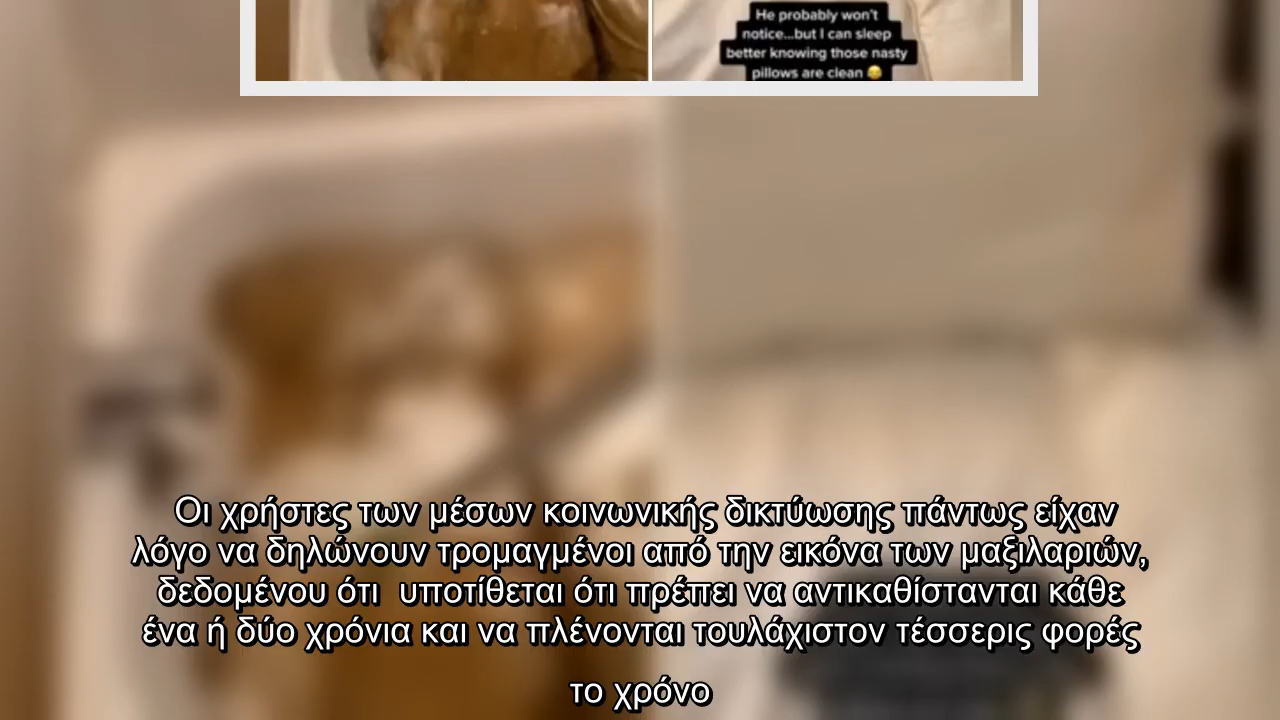 He probably won't
notice...but I can sleep
better knowing those nasty
pillows are clean 😄
Οι χρήστες των μέσων κοινωνικής δικτύωσης πάντως είχαν
λόγο να δηλώνουν τρομαγμένοι από την εικόνα των μαξιλαριών,
δεδομένου ότι  υποτίθεται ότι πρέπει να αντικαθίστανται κάθε
ένα ή δύο χρόνια και να πλένονται τουλάχιστον τέσσερις φορές
το χρόνο